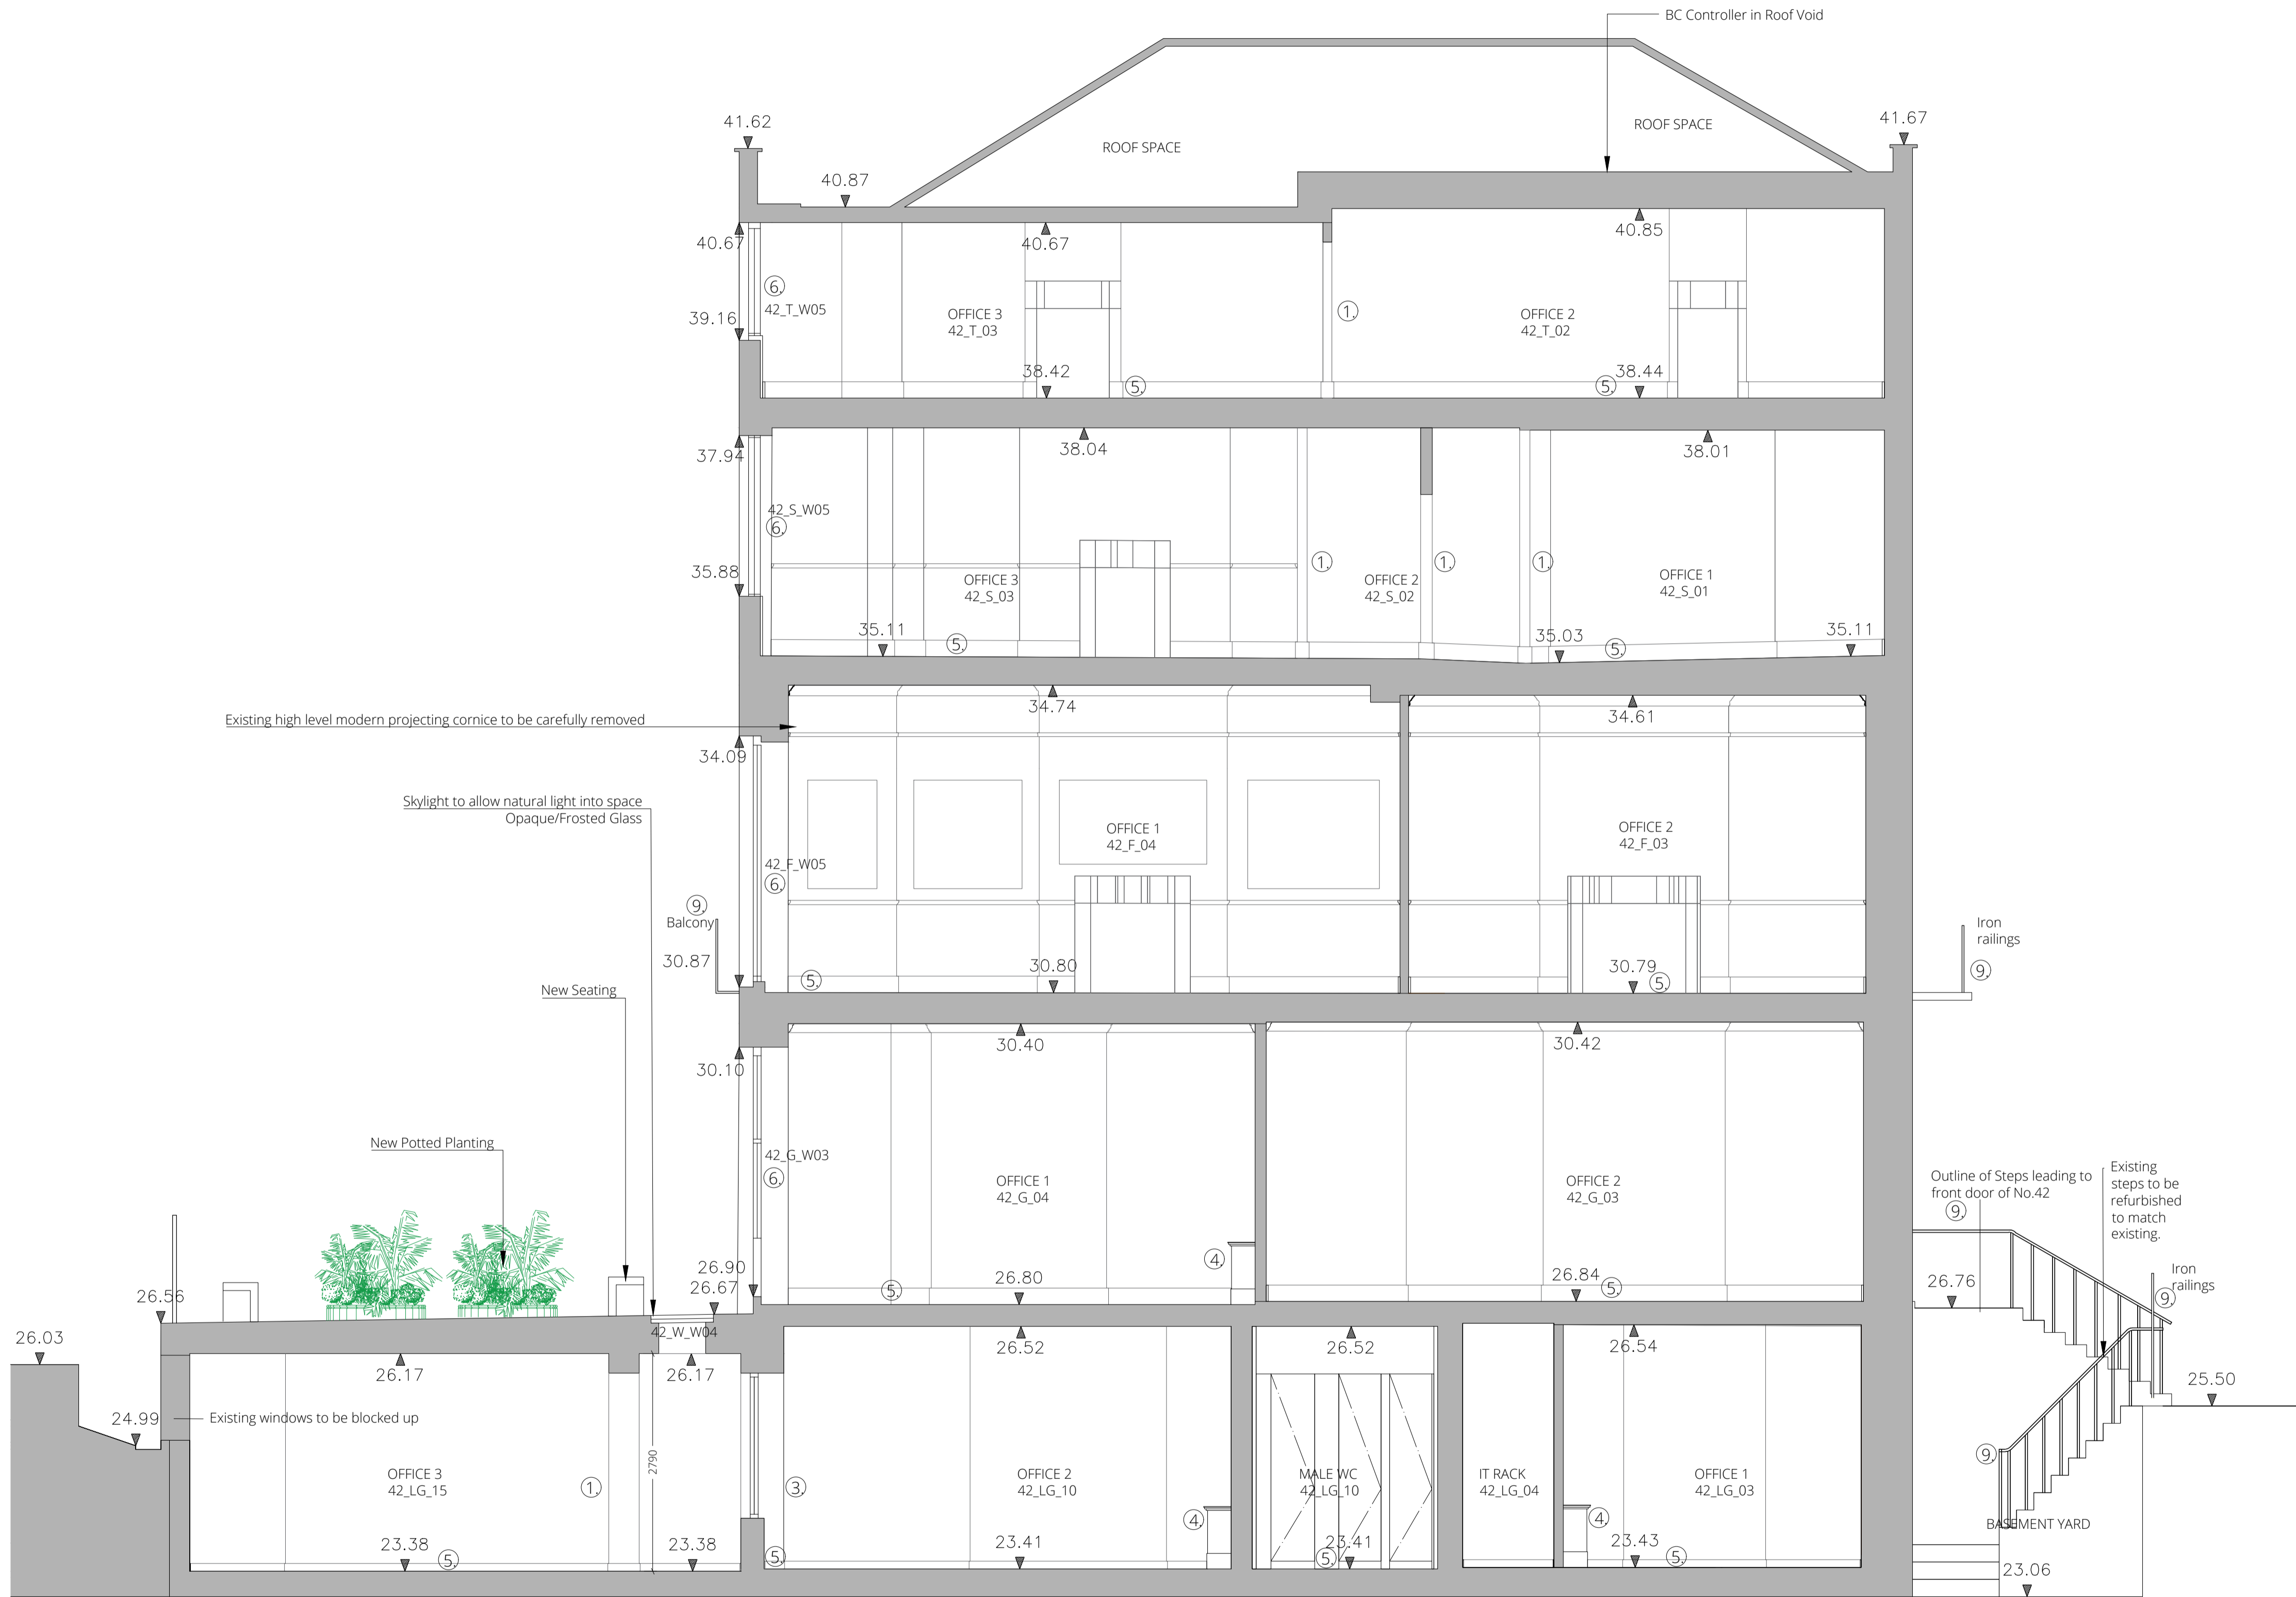 BC Controller in Roof Void
ROOF SPACE
ROOF SPACE
41.62
41.67
40.87
40.67
40.67
40.85
6.
42_T_W05
39.16
OFFICE 3
42_T_03
1.
OFFICE 2
42_T_02
38.42
5.
5.
38.44
37.94
38.04
38.01
42_S_W05
6.
35.88
OFFICE 3
42_S_03
1.
OFFICE 2
42_S_02
1.
1.
OFFICE 1
42_S_01
35.11
5.
35.03
5.
35.11
Existing high level modern projecting cornice to be carefully removed
34.74
34.61
34.09
Skylight to allow natural light into space
Opaque/Frosted Glass
OFFICE 1
42_F_04
OFFICE 2
42_F_03
42_F_W05
6.
9.
Balcony
30.87
5.
30.80
30.79
5.
Iron
railings
9.
New Seating
30.40
30.42
30.10
New Potted Planting
42_G_W03
6.
OFFICE 1
42_G_04
OFFICE 2
42_G_03
Outline of Steps leading to
front door of No.42
9.
Existing
steps to be
refurbished
to match
existing.
4.
26.90
26.67
5.
26.80
26.84
5.
26.76
Iron
railings
9.
26.56
26.03
42_W_W04
26.17
26.17
26.52
26.52
26.54
25.50
24.99
Existing windows to be blocked up
2790
OFFICE 3
42_LG_15
1.
3.
OFFICE 2
42_LG_10
4.
MALE WC
42_LG_10
IT RACK
42_LG_04
4.
OFFICE 1
42_LG_03
9.
BASEMENT YARD
23.38
5.
23.38
5.
23.41
5.
23.41
23.43
5.
23.06